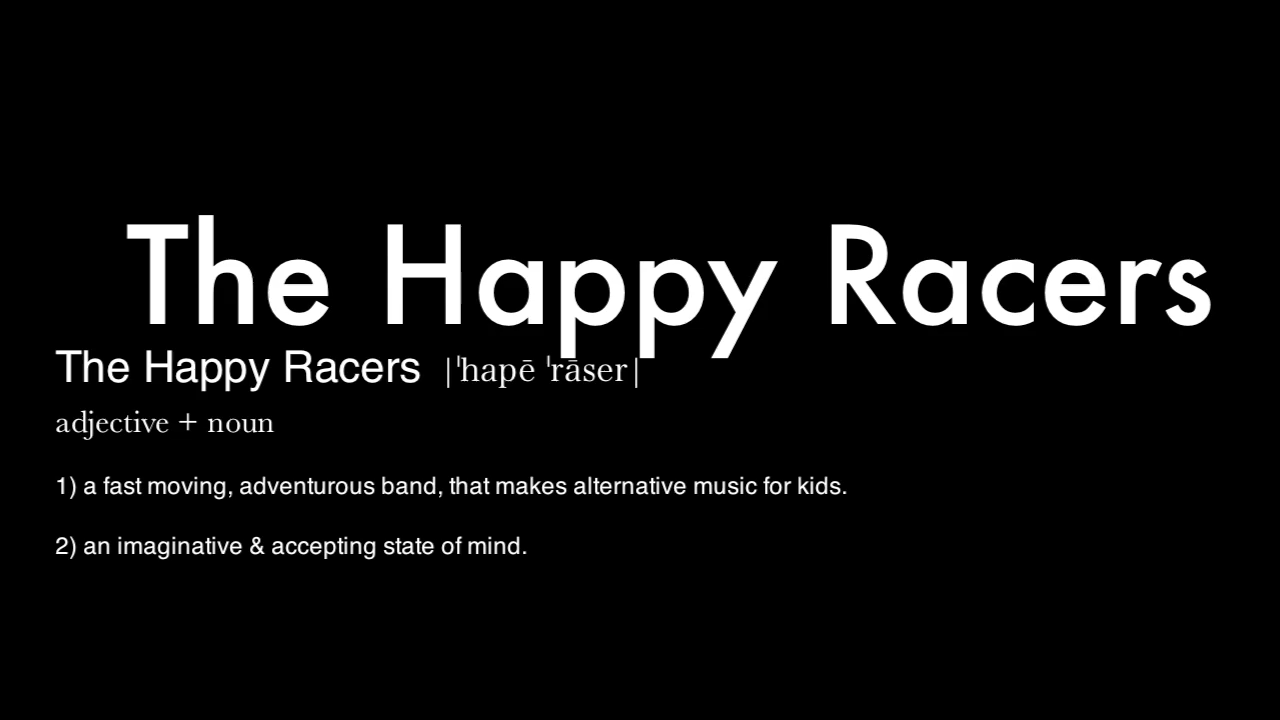 The Happy Racers
The Happy Racers |ˈhapē ˈrāser|
adjective + noun
1) a fast moving, adventurous band, that makes alternative music for kids.
2) an imaginative & accepting state of mind.